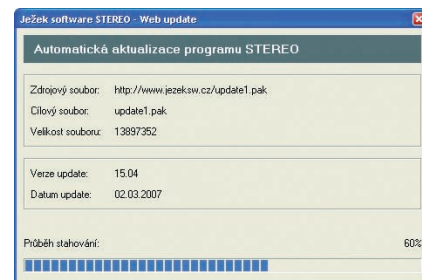 Ježek software STEREO - Web update
Automatická aktualizace programu STEREO
Zdrojový soubor: http://www.jezeksw.cz/update1.pak
Cílový soubor: update1.pak
Velikost souboru: 13897352
Verze update: 15.04
Datum update: 02.03.2007
Průběh stahování: 60%